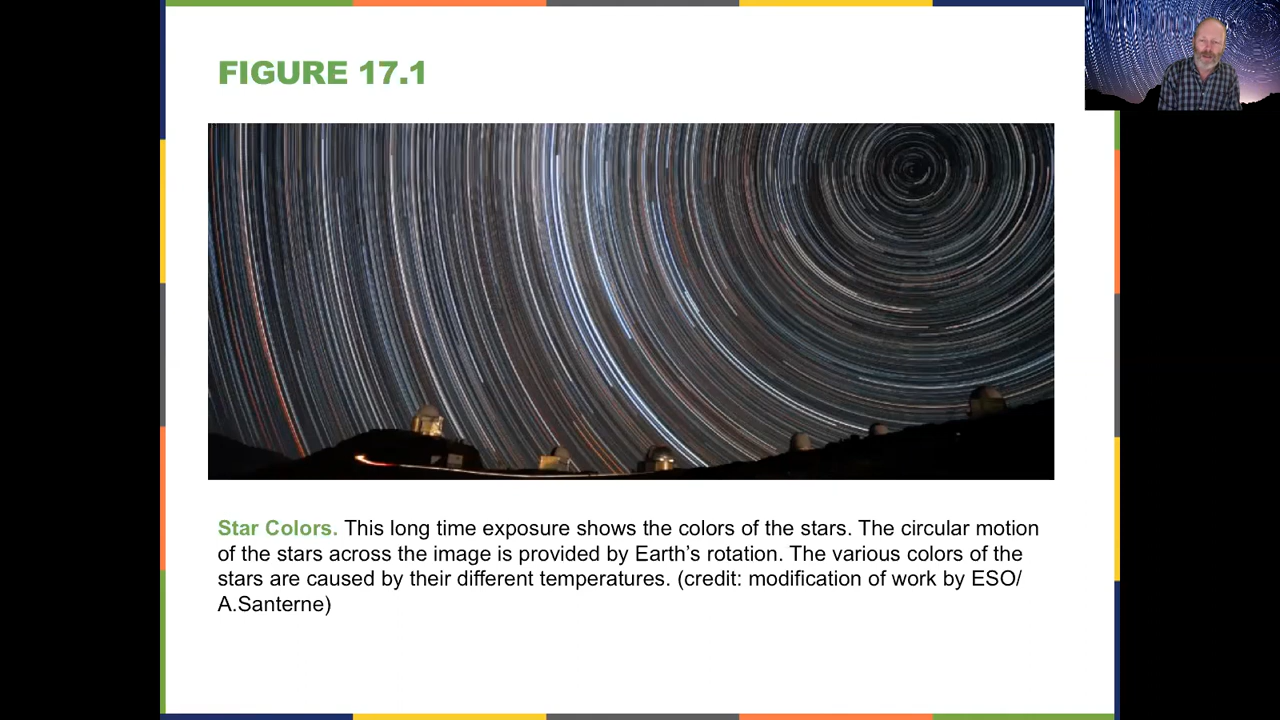 FIGURE 17.1
Star Colors. This long time exposure shows the colors of the stars. The circular motion
of the stars across the image is provided by Earth’s rotation. The various colors of the
stars are caused by their different temperatures. (credit: modification of work by ESO/
A.Santerne)